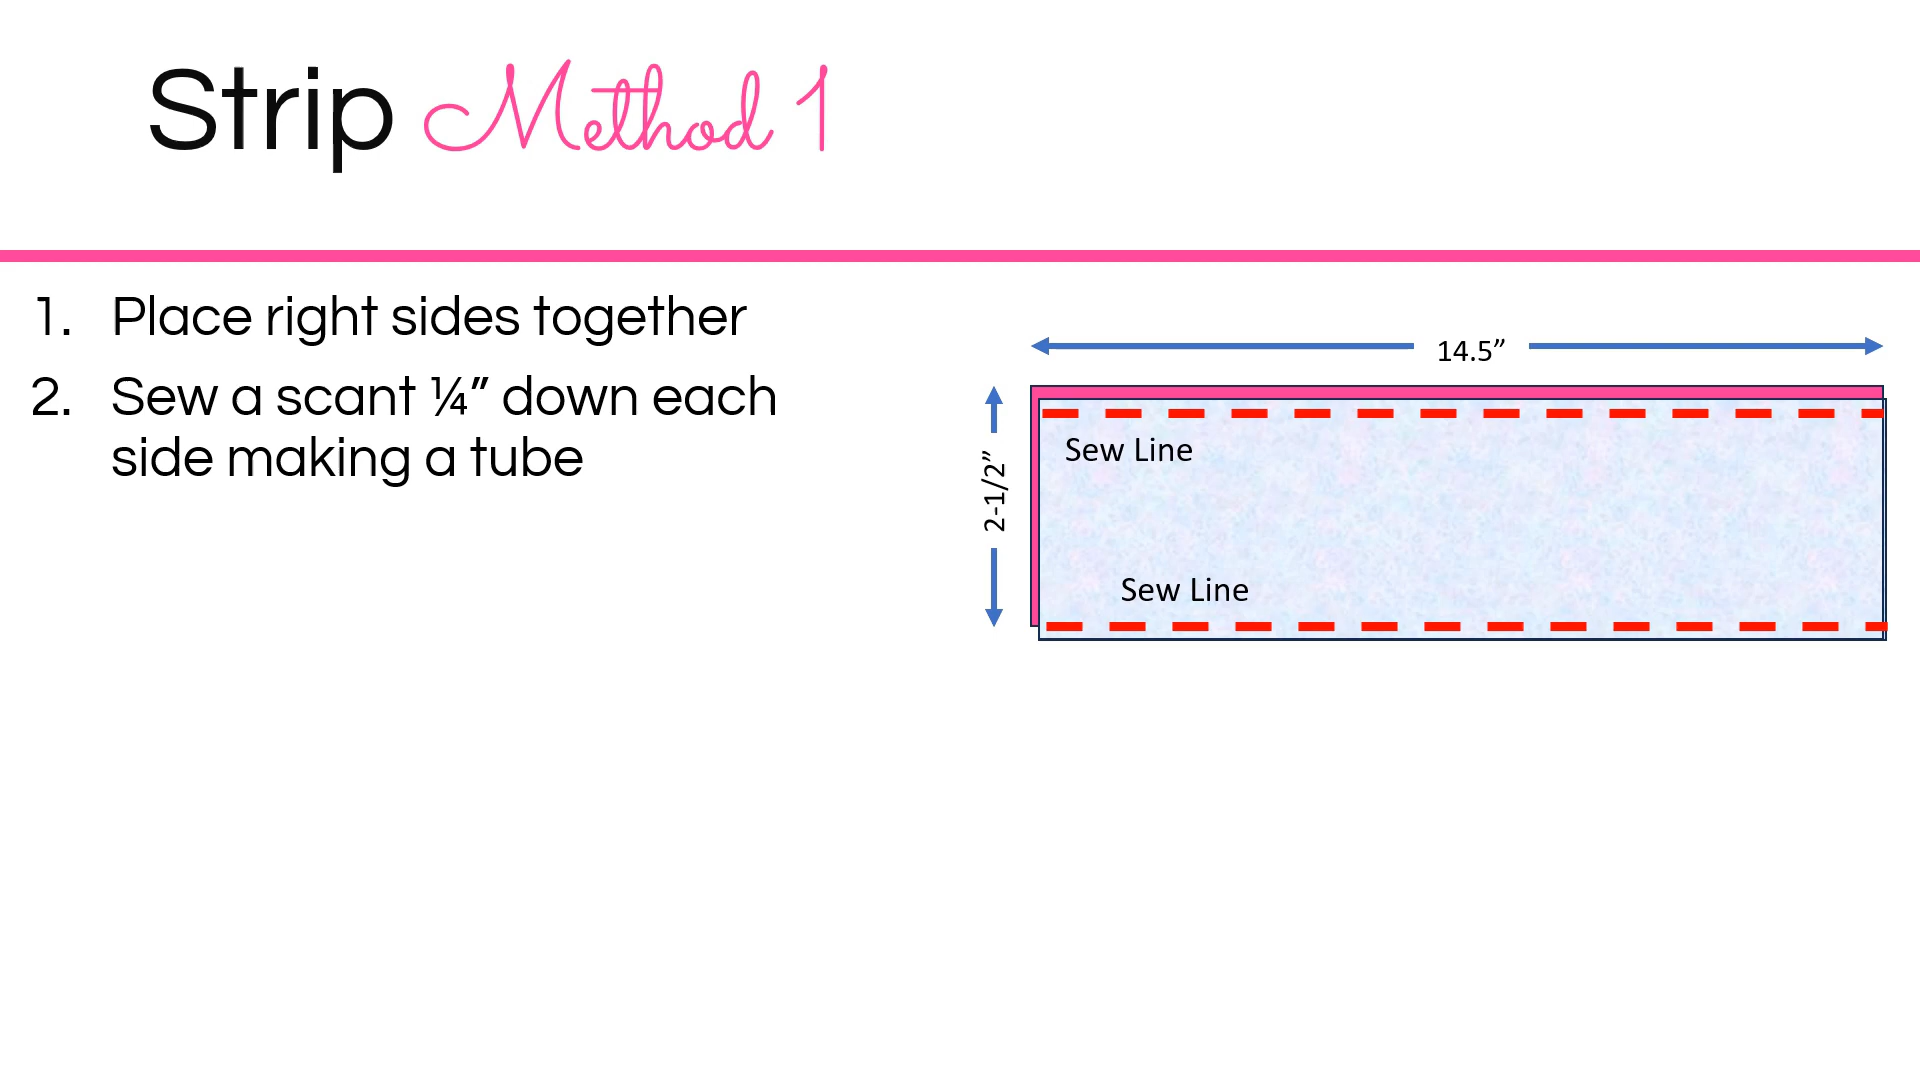 Strip Method 1
1. Place right sides together
2. Sew a scant ¼” down each
side making a tube
14.5”
2-1/2”
Sew Line
Sew Line